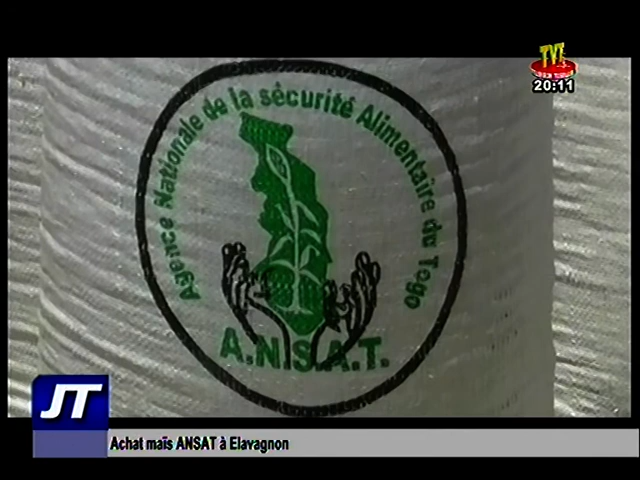 TVT
20:11
Agence Nationale de la sécurité Alimentaire du Togo
A.N.S.A.T.
JT
Achat maïs ANSAT à Elavagnon